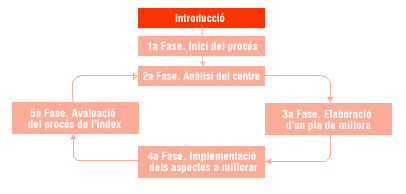 Introducció
1a Fase. Inici del procés
2a Fase. Anàlisi del centre
3a Fase. Elaboració
d'un pla de millora
4a Fase. Implementació
dels aspectes a millorar
5a Fase. Avaluació
del procés de l'índex